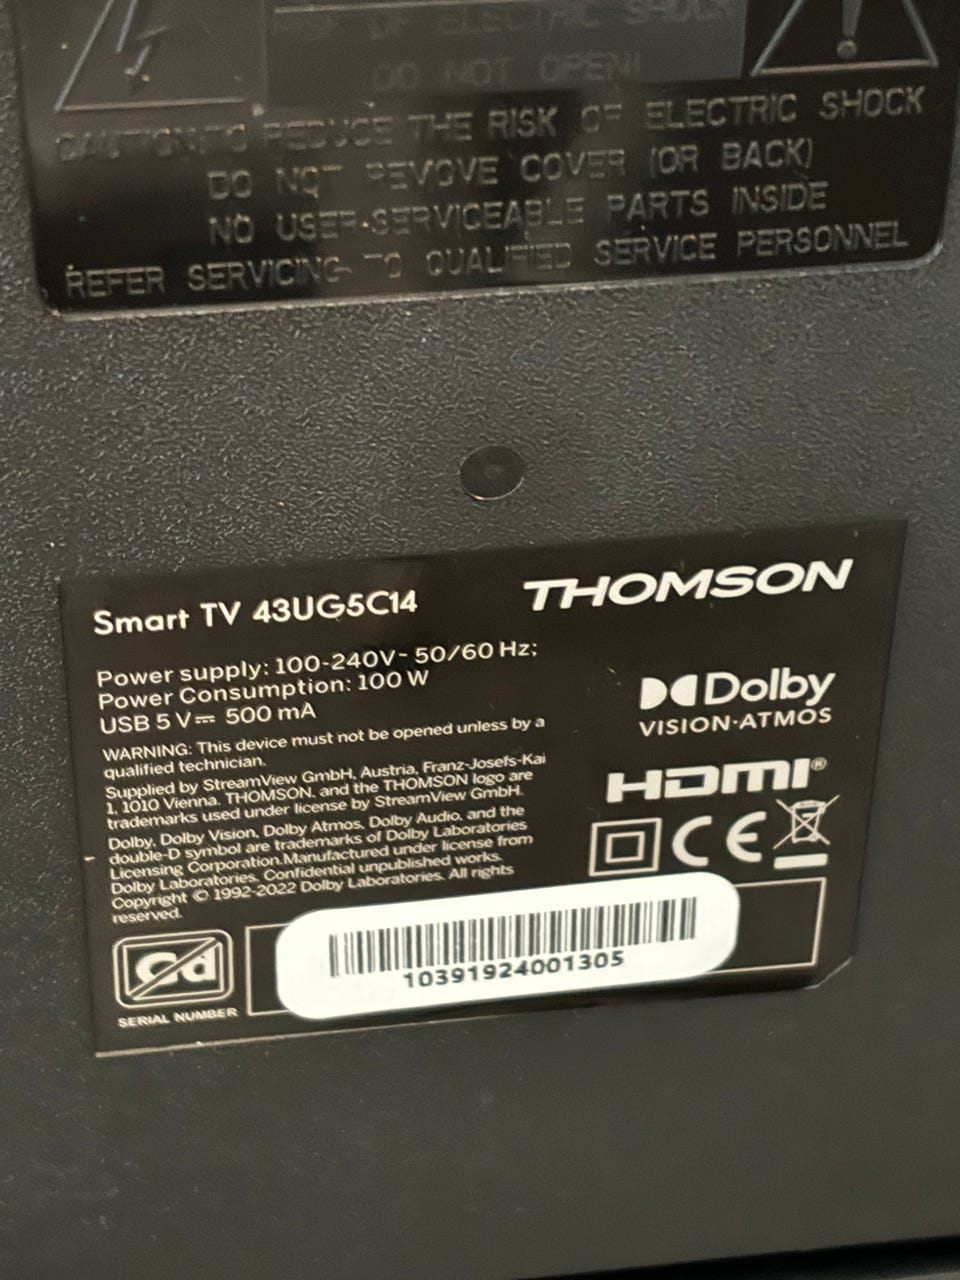 OF ELECTRIC SHOCK
DO NOT OPEN!
CAUTION:TO REDUCE THE RISK OF ELECTRIC SHOCK
DO NOT REMOVE COVER (OR BACK)
NO USER-SERVICEABLE PARTS INSIDE
REFER SERVICING TO QUALIFIED SERVICE PERSONNEL
Smart TV 43UG5C14
THOMSON
Power supply: 100-240V~ 50/60 Hz;
Power Consumption: 100 W
USB 5 V⎓ 500 mA
Dolby
VISION·ATMOS
WARNING: This device must not be opened unless by a
qualified technician.
Supplied by StreamView GmbH, Austria, Franz-Josefs-Kai
1, 1010 Vienna. THOMSON, and the THOMSON logo are
trademarks used under license by StreamView GmbH.
HDMI®
Dolby, Dolby Vision, Dolby Atmos, Dolby Audio, and the
double-D symbol are trademarks of Dolby Laboratories
Licensing Corporation.Manufactured under license from
Dolby Laboratories. Confidential unpublished works.
Copyright © 1992-2022 Dolby Laboratories. All rights
reserved.
CE
Cd
SERIAL NUMBER
10391924001305